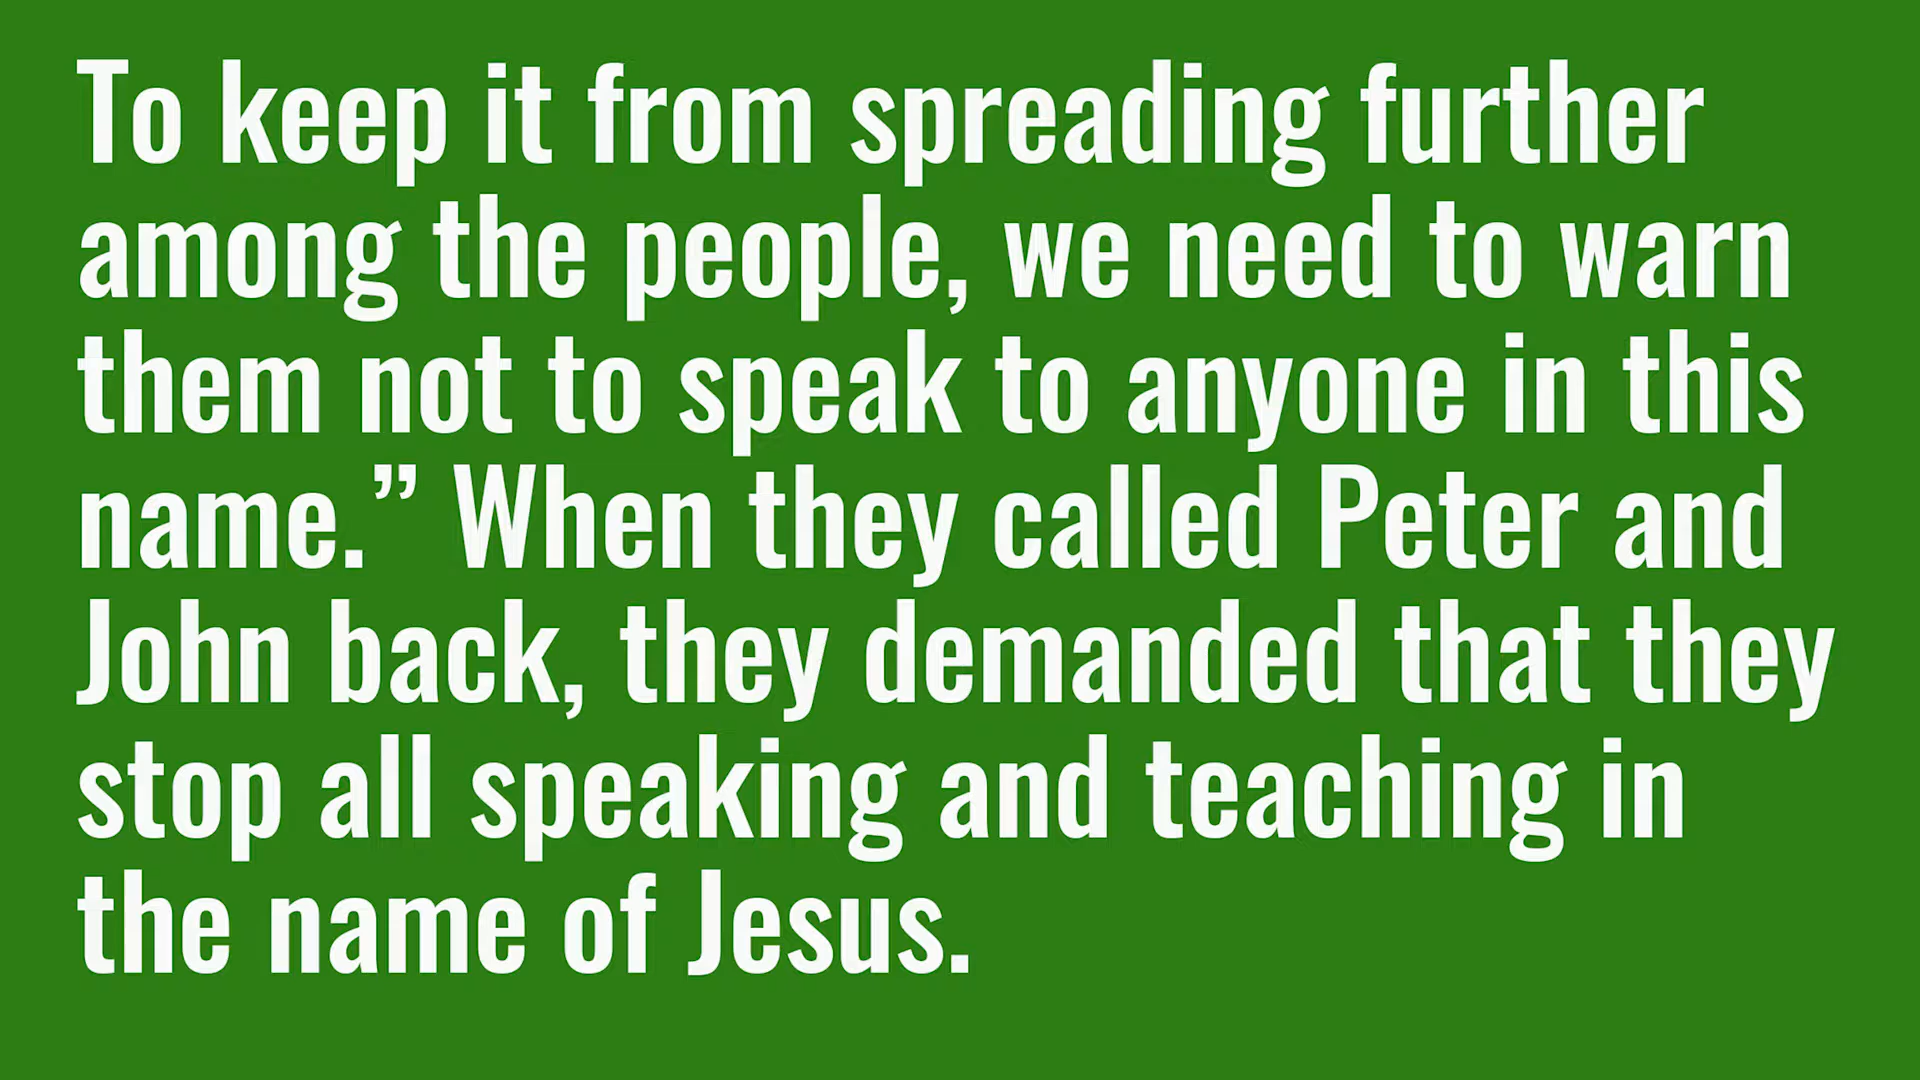 To keep it from spreading further
among the people, we need to warn
them not to speak to anyone in this
name.” When they called Peter and
John back, they demanded that they
stop all speaking and teaching in
the name of Jesus.